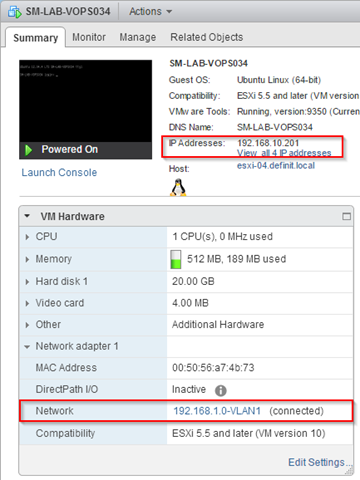 SM-LAB-VOPS034 Actions
Summary Monitor Manage Related Objects
SM-LAB-VOPS034
Guest OS: Ubuntu Linux (64-bit)
Compatibility: ESXi 5.5 and later (VM version
VMware Tools: Running, version:9350 (Current
DNS Name: SM-LAB-VOPS034
IP Addresses: 192.168.10.201
View all 4 IP addresses
Host: esxi-04.definit.local
Powered On
Launch Console
VM Hardware
CPU 1 CPU(s), 0 MHz used
Memory 512 MB, 189 MB used
Hard disk 1 20.00 GB
Video card 4.00 MB
Other Additional Hardware
Network adapter 1
MAC Address 00:50:56:a7:4b:73
DirectPath I/O Inactive
Network 192.168.1.0-VLAN1 (connected)
Compatibility ESXi 5.5 and later (VM version 10)
Edit Settings...